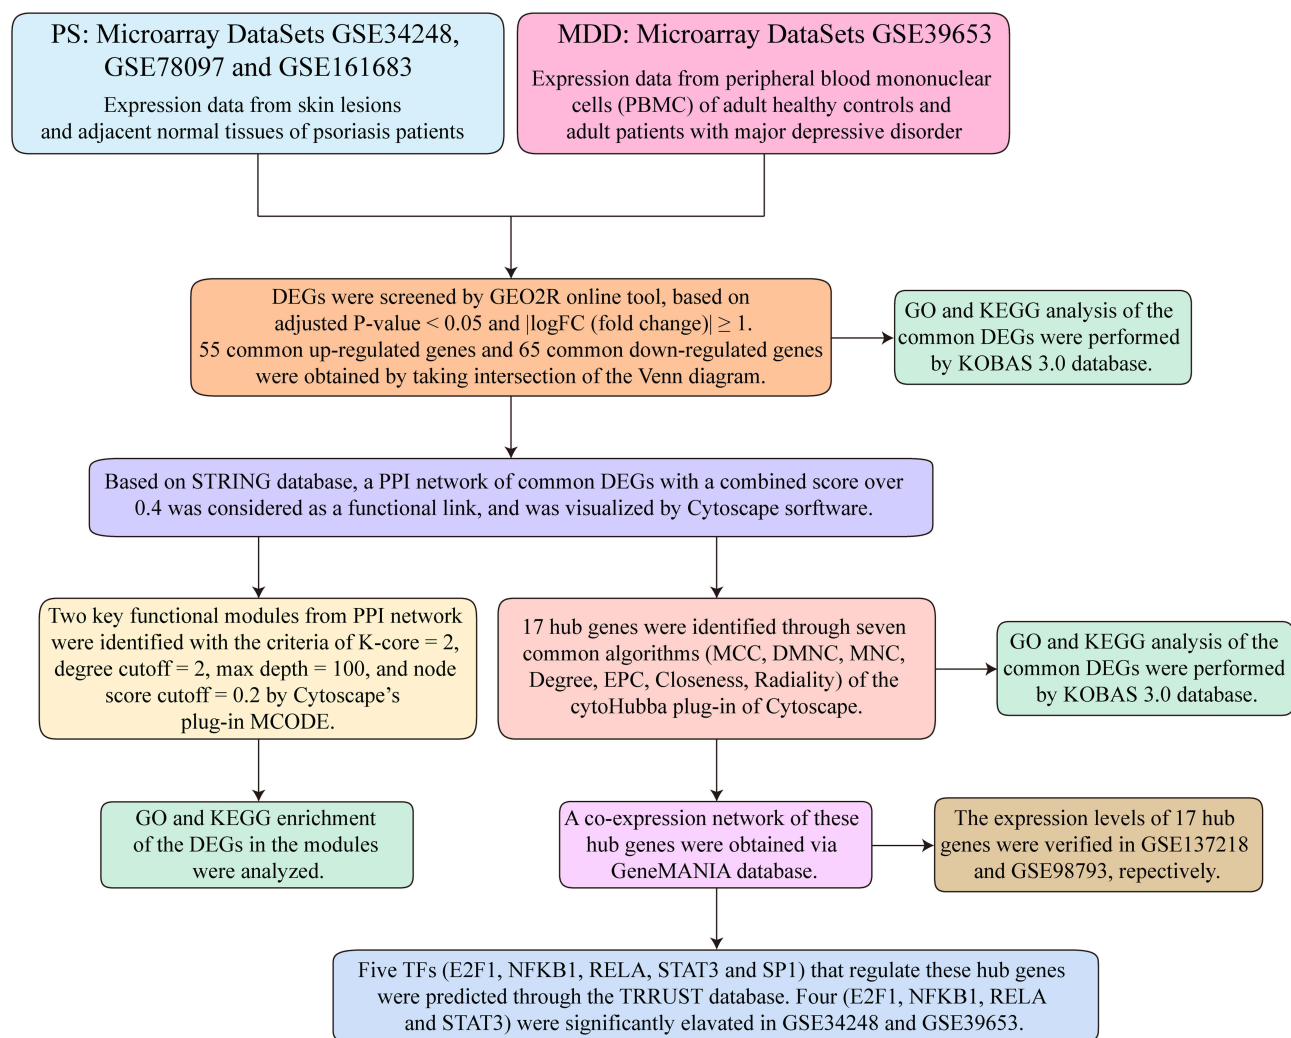 PS: Microarray DataSets GSE34248,
GSE78097 and GSE161683
Expression data from skin lesions
and adjacent normal tissues of psoriasis patients
MDD: Microarray DataSets GSE39653
Expression data from peripheral blood mononuclear
cells (PBMC) of adult healthy controls and
adult patients with major depressive disorder
DEGs were screened by GEO2R online tool, based on
adjusted P-value < 0.05 and |logFC (fold change)| ≥ 1.
55 common up-regulated genes and 65 common down-regulated genes
were obtained by taking intersection of the Venn diagram.
GO and KEGG analysis of the
common DEGs were performed
by KOBAS 3.0 database.
Based on STRING database, a PPI network of common DEGs with a combined score over
0.4 was considered as a functional link, and was visualized by Cytoscape sorftware.
Two key functional modules from PPI network
were identified with the criteria of K-core = 2,
degree cutoff = 2, max depth = 100, and node
score cutoff = 0.2 by Cytoscape's
plug-in MCODE.
17 hub genes were identified through seven
common algorithms (MCC, DMNC, MNC,
Degree, EPC, Closeness, Radiality) of the
cytoHubba plug-in of Cytoscape.
GO and KEGG analysis of the
common DEGs were performed
by KOBAS 3.0 database.
GO and KEGG enrichment
of the DEGs in the modules
were analyzed.
A co-expression network of these
hub genes were obtained via
GeneMANIA database.
The expression levels of 17 hub
genes were verified in GSE137218
and GSE98793, repectively.
Five TFs (E2F1, NFKB1, RELA, STAT3 and SP1) that regulate these hub genes
were predicted through the TRRUST database. Four (E2F1, NFKB1, RELA
and STAT3) were significantly elavated in GSE34248 and GSE39653.